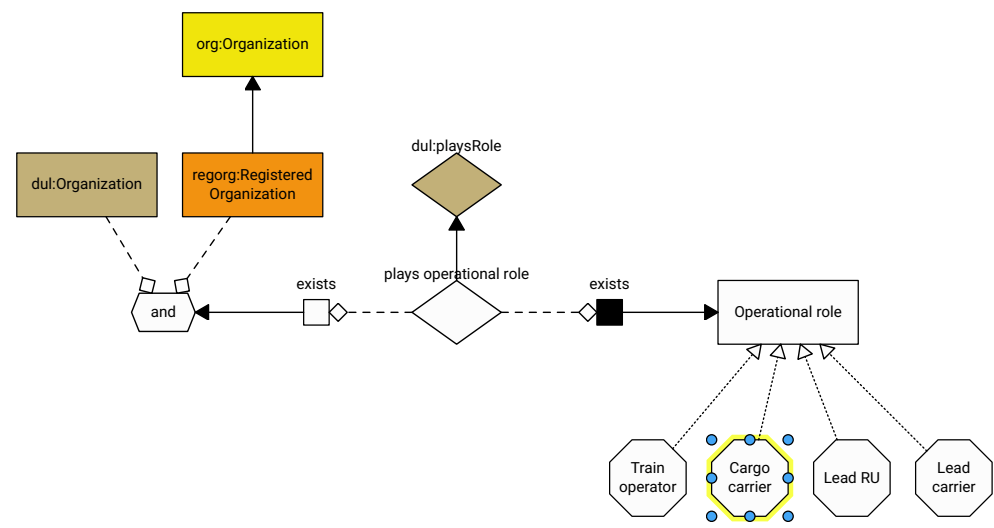 org:Organization
dul:playsRole
dul:Organization
regorg:Registered
Organization
plays operational role
exists
exists
and
Operational role
Train
operator
Cargo
carrier
Lead RU
Lead
carrier